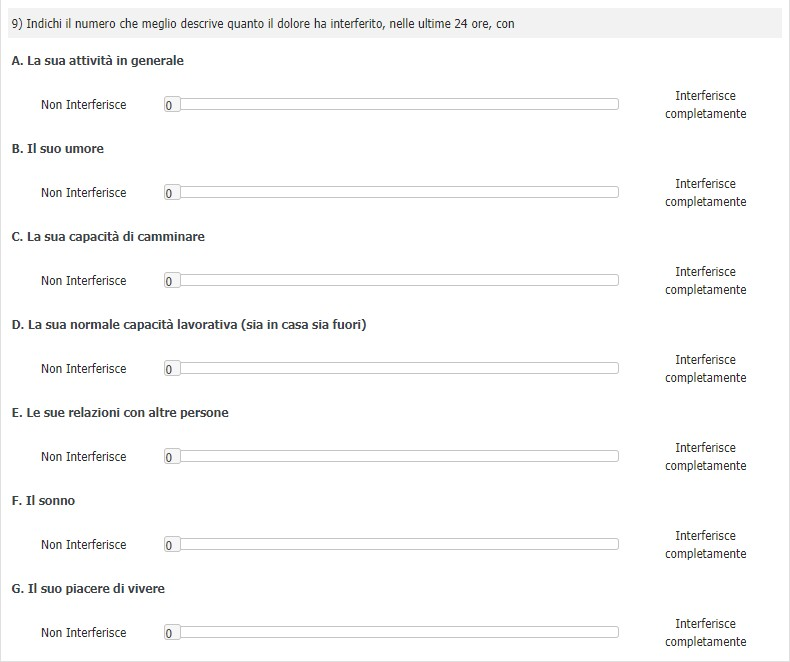 9) Indichi il numero che meglio descrive quanto il dolore ha interferito, nelle ultime 24 ore, con
A. La sua attività in generale
Non Interferisce 0 Interferisce
completamente
B. Il suo umore
Non Interferisce 0 Interferisce
completamente
C. La sua capacità di camminare
Non Interferisce 0 Interferisce
completamente
D. La sua normale capacità lavorativa (sia in casa sia fuori)
Non Interferisce 0 Interferisce
completamente
E. Le sue relazioni con altre persone
Non Interferisce 0 Interferisce
completamente
F. Il sonno
Non Interferisce 0 Interferisce
completamente
G. Il suo piacere di vivere
Non Interferisce 0 Interferisce
completamente